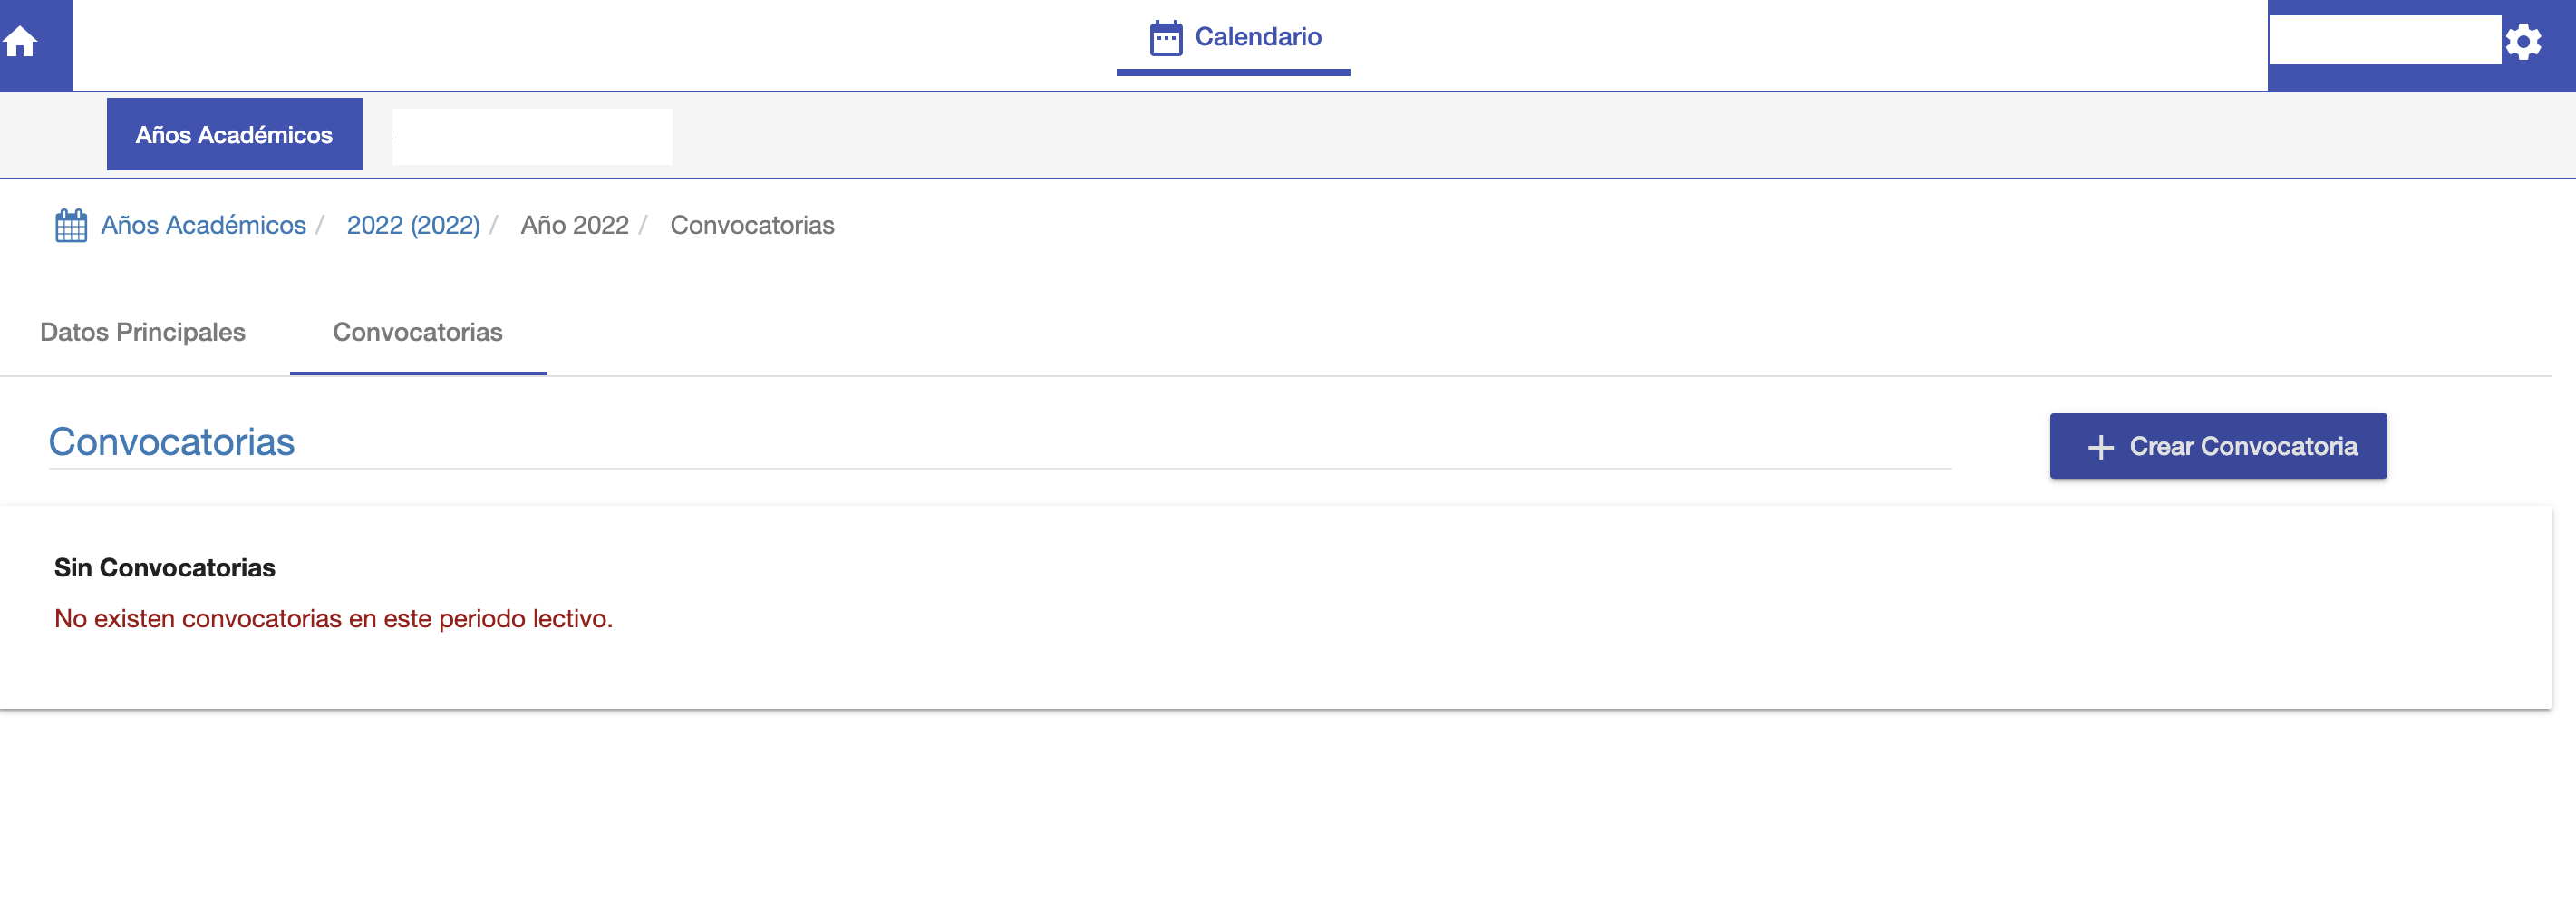 Calendario
Años Académicos
Años Académicos / 2022 (2022) / Año 2022 / Convocatorias
Datos Principales Convocatorias
Convocatorias
+ Crear Convocatoria
Sin Convocatorias
No existen convocatorias en este periodo lectivo.